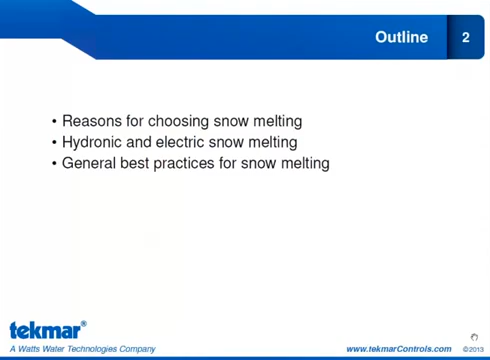 Outline 2
• Reasons for choosing snow melting
• Hydronic and electric snow melting
• General best practices for snow melting
tekmar®
A Watts Water Technologies Company
www.tekmarControls.com ©2013